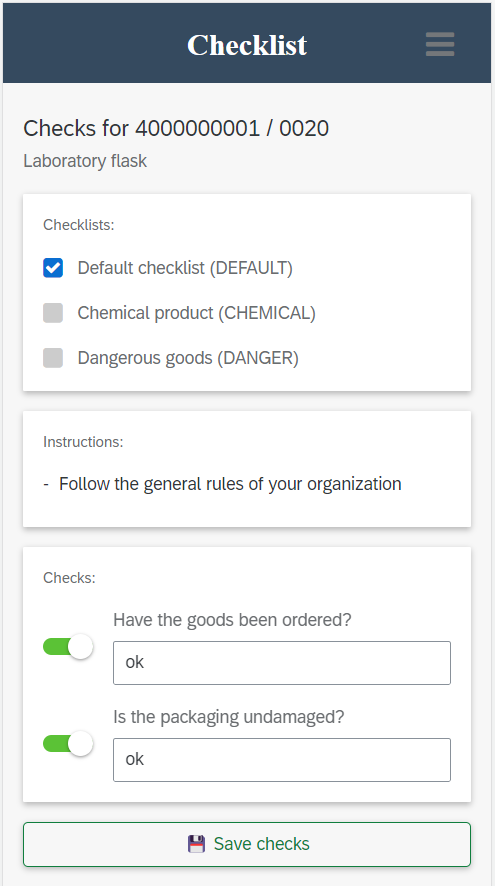 Checklist
Checks for 4000000001 / 0020
Laboratory flask
Checklists:
Default checklist (DEFAULT)
Chemical product (CHEMICAL)
Dangerous goods (DANGER)
Instructions:
- Follow the general rules of your organization
Checks:
Have the goods been ordered?
ok
Is the packaging undamaged?
ok
Save checks